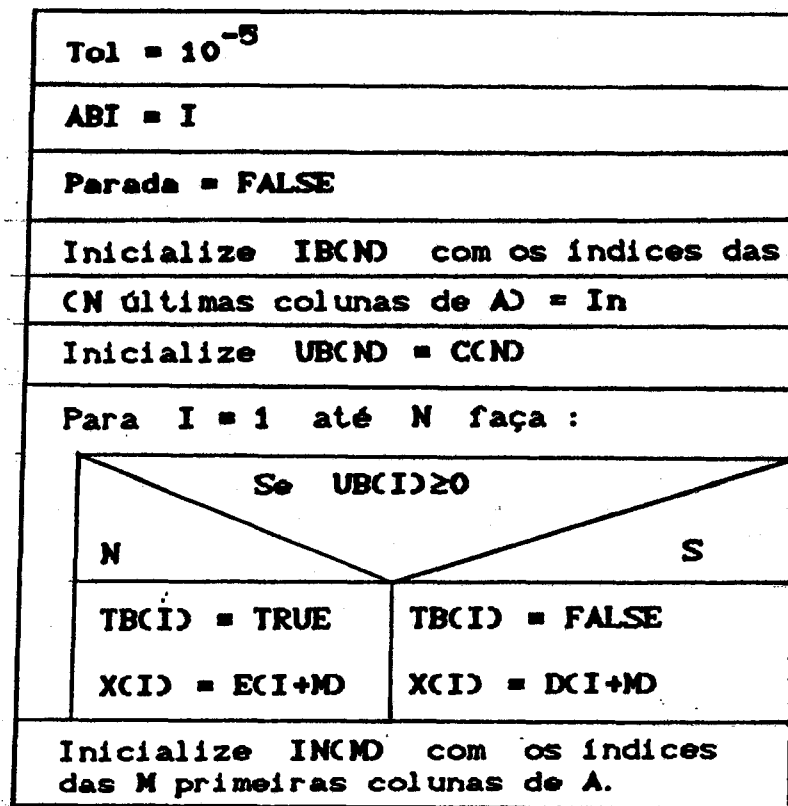 Tol = 10⁻⁵
ABI = I
Parada = FALSE
Inicialize IB(N) com os índices das
(N últimas colunas de A) = In
Inicialize UB(N) = C(N)
Para I = 1 até N faça :
Se UB(I)≥0
N S
TB(I) = TRUE TB(I) = FALSE
X(I) = E(I+M) X(I) = D(I+M)
Inicialize IN(M) com os índices
das M primeiras colunas de A.